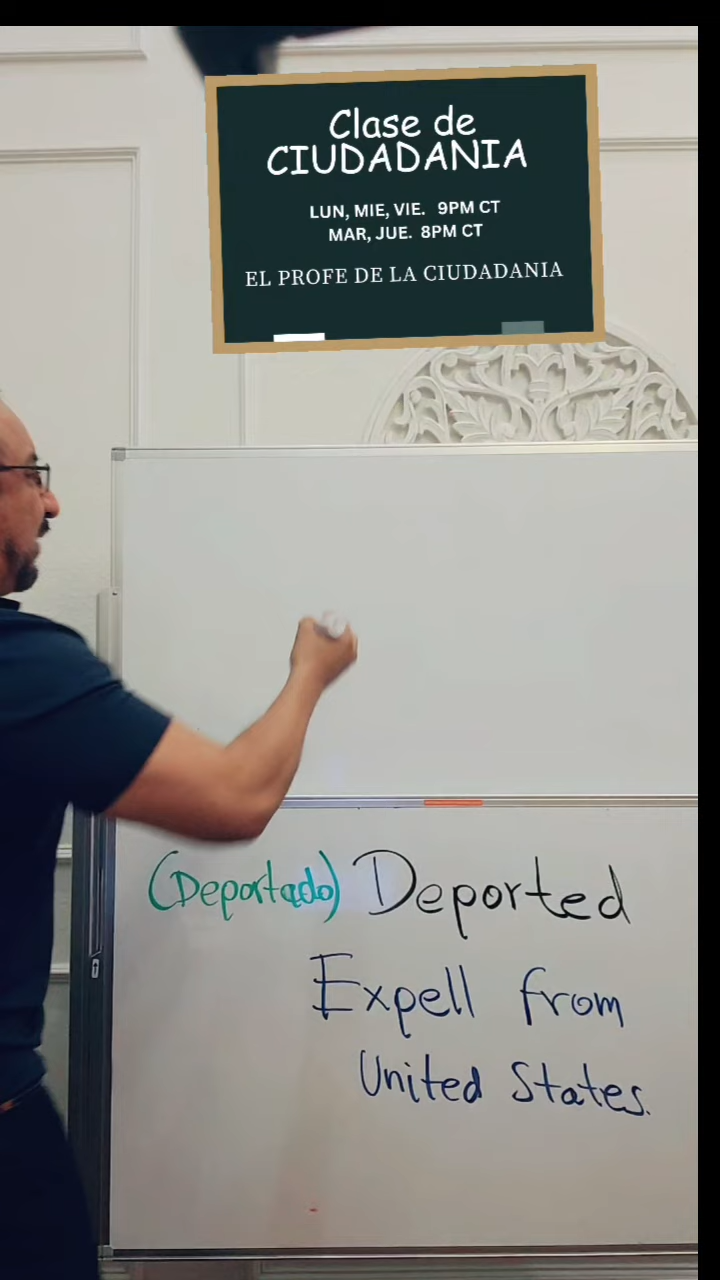 Clase de
CIUDADANIA
LUN, MIE, VIE. 9PM CT
MAR, JUE. 8PM CT
EL PROFE DE LA CIUDADANIA
(Deportado) Deported
Expell from
United States.